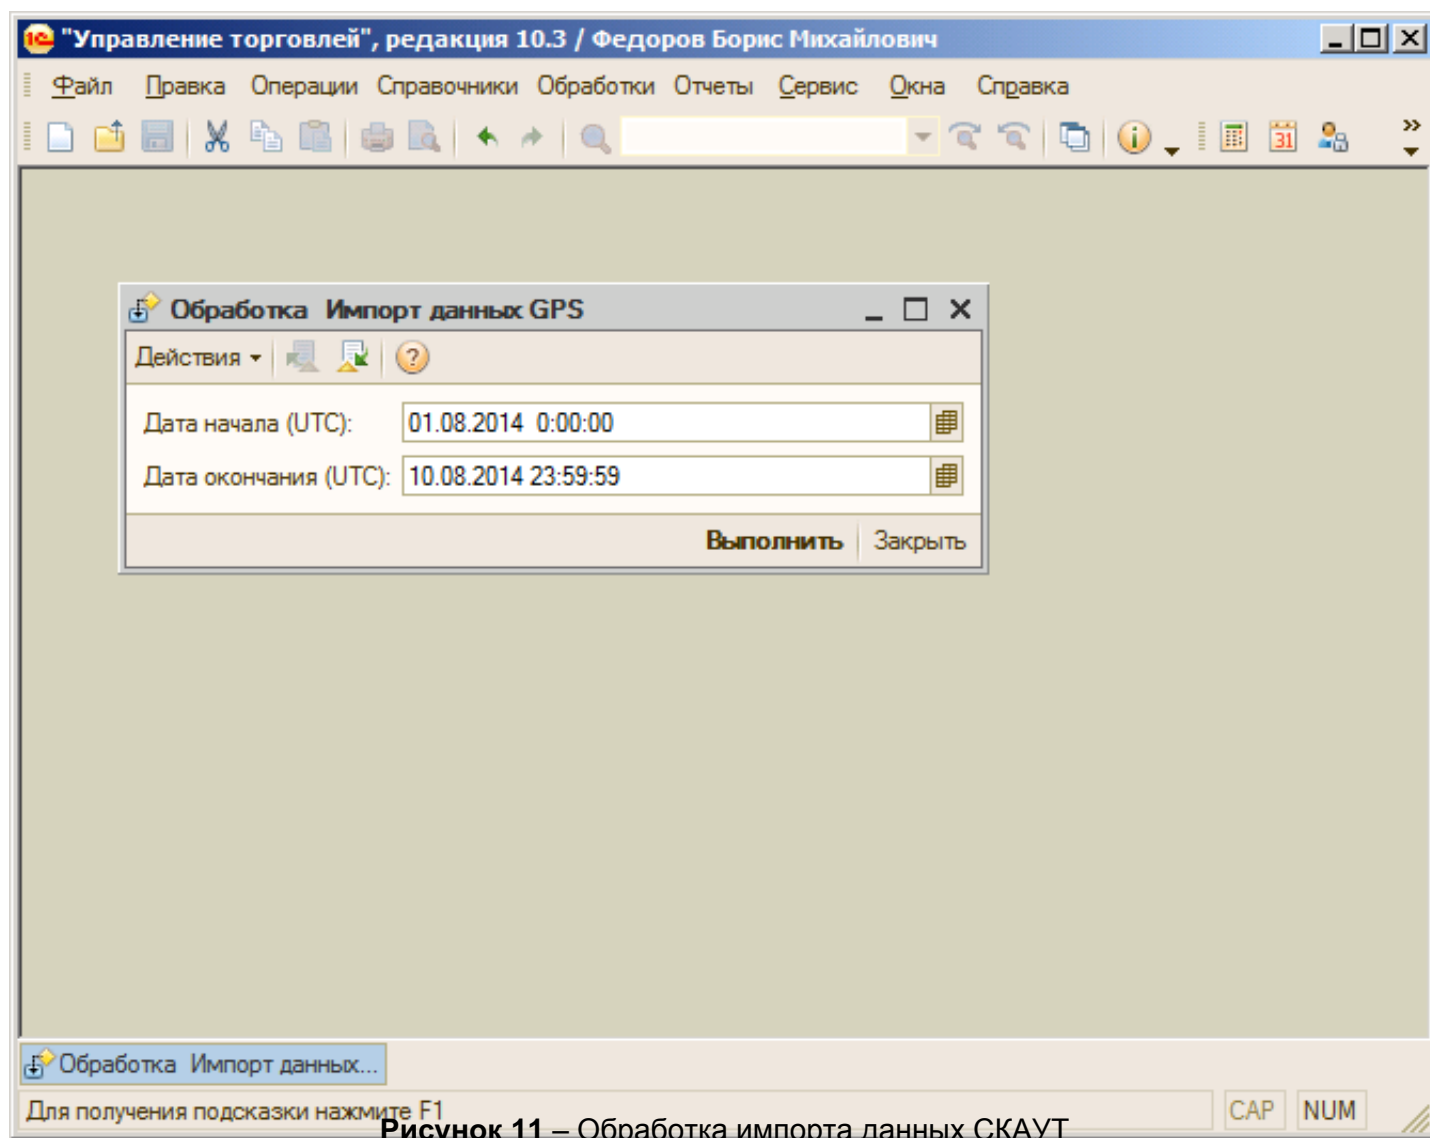 "Управление торговлей", редакция 10.3 / Федоров Борис Михайлович
Файл Правка Операции Справочники Обработки Отчеты Сервис Окна Справка
31
Обработка Импорт данных GPS
Действия
Дата начала (UTC): 01.08.2014 0:00:00
Дата окончания (UTC): 10.08.2014 23:59:59
Выполнить Закрыть
Обработка Импорт данных...
Для получения подсказки нажмите F1 CAP NUM
Рисунок 11 – Обработка импорта данных СКАУТ